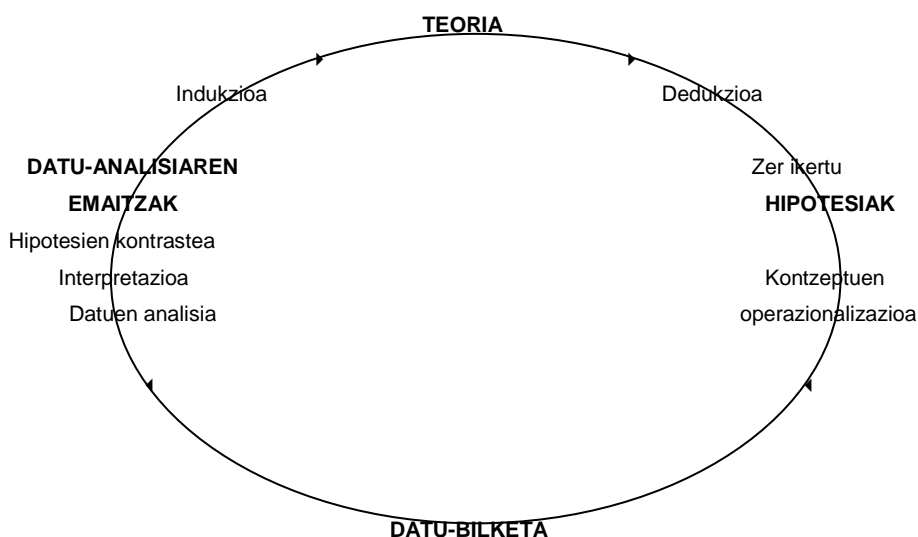 TEORIA
Indukzioa
Dedukzioa
DATU-ANALISIAREN
Zer ikertu
EMAITZAK
HIPOTESIAK
Hipotesien kontrastea
Interpretazioa
Kontzeptuen
Datuen analisia
operazionalizazioa
DATU-BILKETA